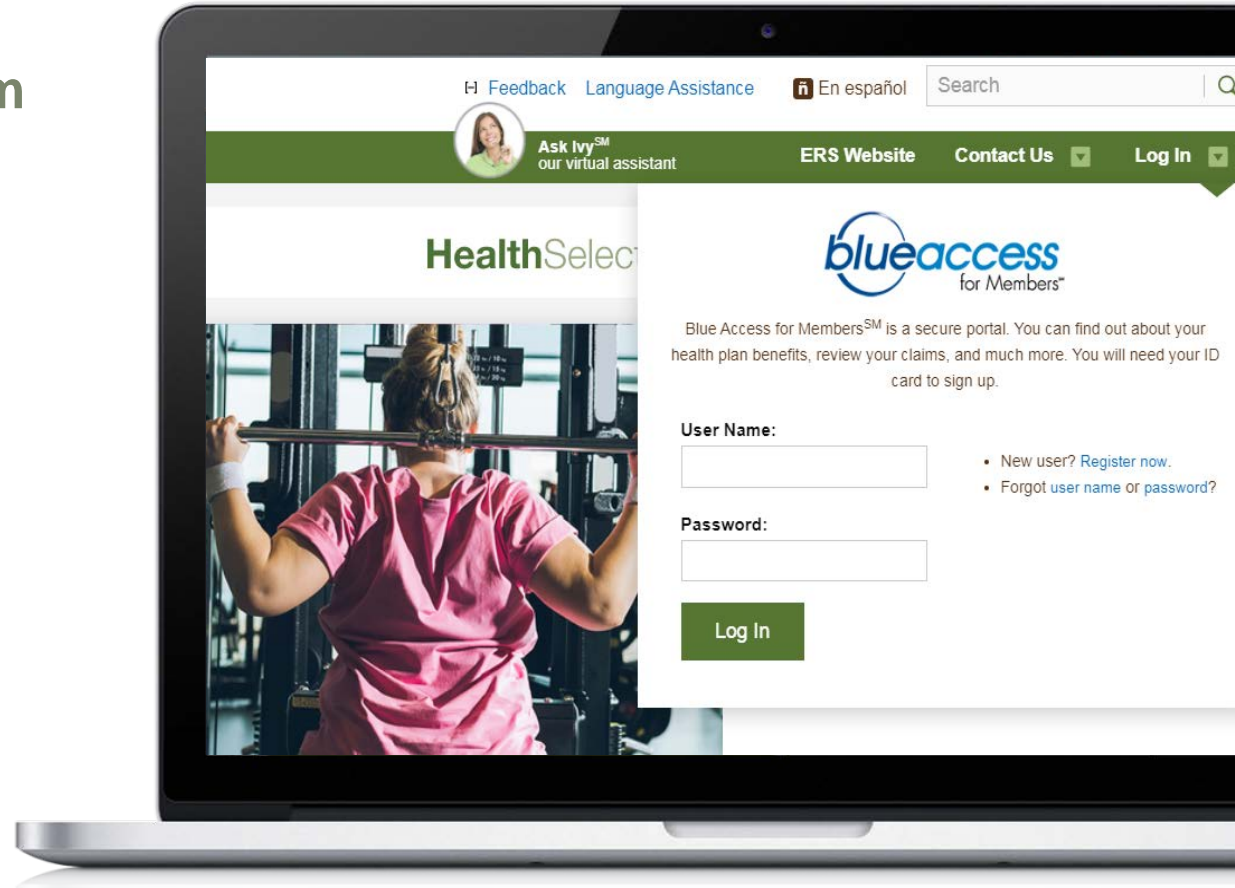 m
Feedback Language Assistance ñ En español Search
Ask Ivy℠
our virtual assistant
ERS Website Contact Us Log In
HealthSelec
blueaccess
for Members℠
Blue Access for Members℠ is a secure portal. You can find out about your
health plan benefits, review your claims, and much more. You will need your ID
card to sign up.
User Name:
• New user? Register now.
• Forgot user name or password?
Password:
Log In